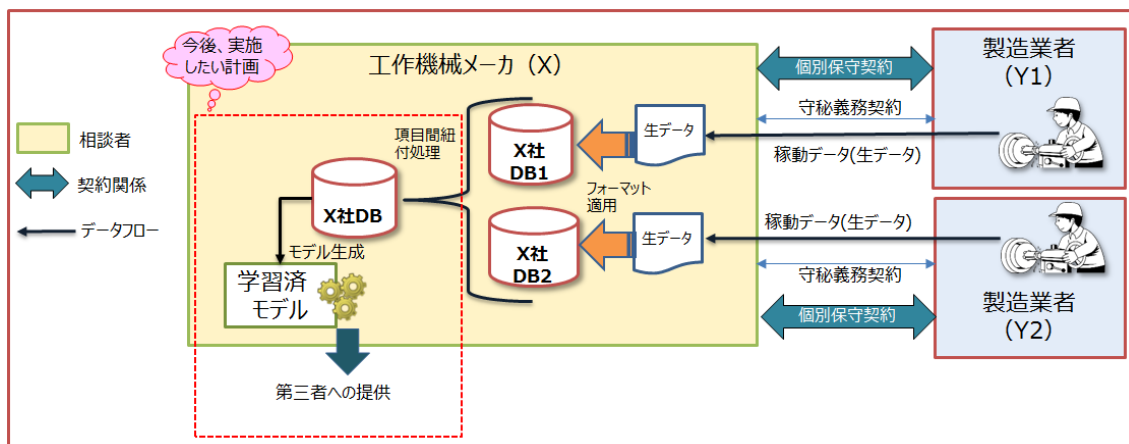 今後、実施
したい計画
工作機械メーカ（X）
個別保守契約
製造業者
（Y1）
守秘義務契約
項目間紐
付処理
生データ
X社
DB1
稼動データ(生データ)
相談者
契約関係
データフロー
X社DB
フォーマット
適用
モデル生成
学習済
モデル
X社
DB2
生データ
稼動データ(生データ)
守秘義務契約
個別保守契約
製造業者
（Y2）
第三者への提供